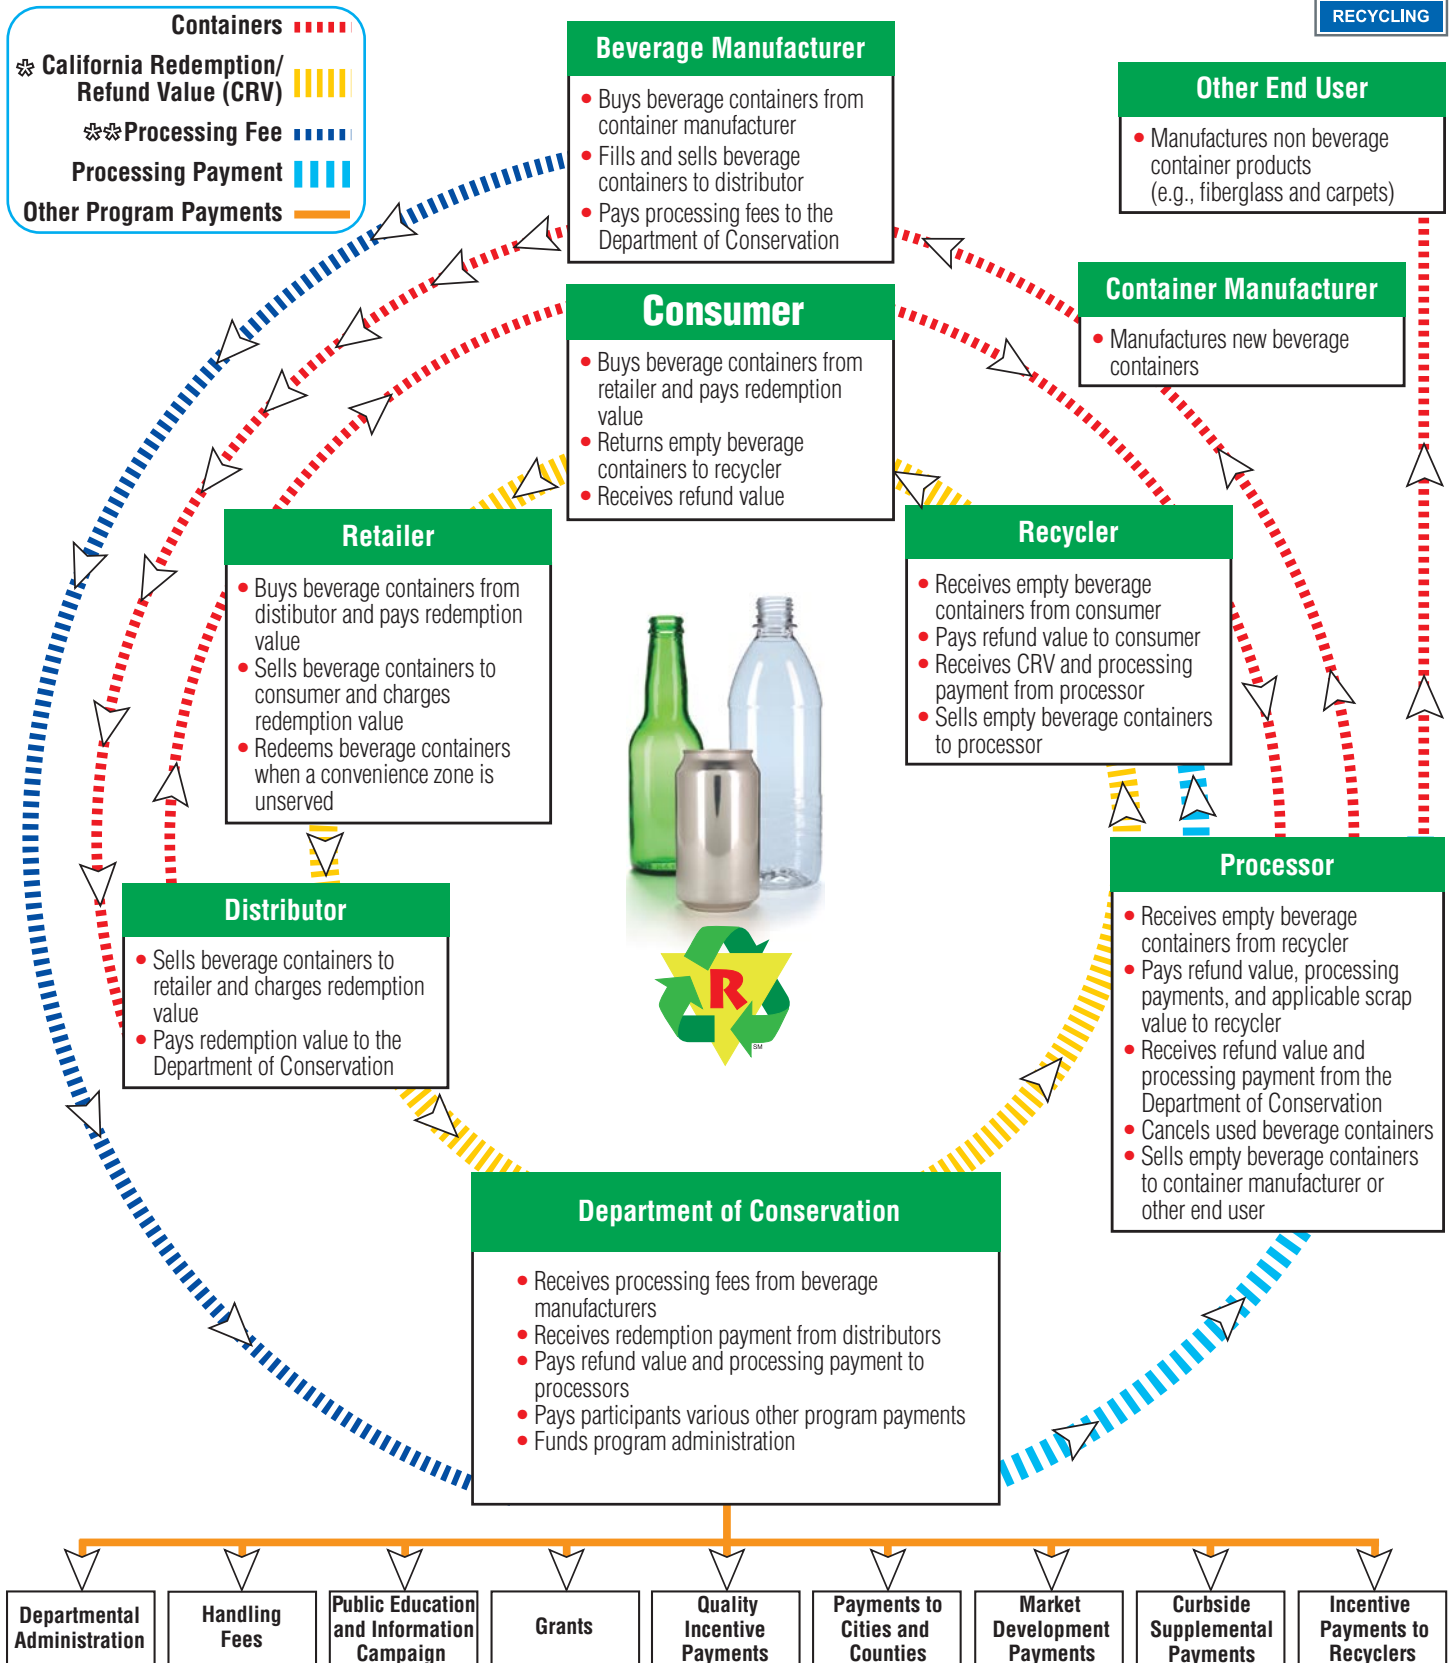 RECYCLING
Containers
* California Redemption/
Refund Value (CRV)
**Processing Fee
Processing Payment
Other Program Payments
Beverage Manufacturer
• Buys beverage containers from
container manufacturer
• Fills and sells beverage
containers to distributor
• Pays processing fees to the
Department of Conservation
Other End User
• Manufactures non beverage
container products
(e.g., fiberglass and carpets)
Container Manufacturer
• Manufactures new beverage
containers
Consumer
• Buys beverage containers from
retailer and pays redemption
value
• Returns empty beverage
containers to recycler
• Receives refund value
Retailer
• Buys beverage containers from
distibutor and pays redemption
value
• Sells beverage containers to
consumer and charges
redemption value
• Redeems beverage containers
when a convenience zone is
unserved
Recycler
• Receives empty beverage
containers from consumer
• Pays refund value to consumer
• Receives CRV and processing
payment from processor
• Sells empty beverage containers
to processor
Distributor
• Sells beverage containers to
retailer and charges redemption
value
• Pays redemption value to the
Department of Conservation
R
SM
Processor
• Receives empty beverage
containers from recycler
• Pays refund value, processing
payments, and applicable scrap
value to recycler
• Receives refund value and
processing payment from the
Department of Conservation
• Cancels used beverage containers
• Sells empty beverage containers
to container manufacturer or
other end user
Department of Conservation
• Receives processing fees from beverage
manufacturers
• Receives redemption payment from distributors
• Pays refund value and processing payment to
processors
• Pays participants various other program payments
• Funds program administration
Departmental
Administration
Handling
Fees
Public Education
and Information
Campaign
Grants
Quality
Incentive
Payments
Payments to
Cities and
Counties
Market
Development
Payments
Curbside
Supplemental
Payments
Incentive
Payments to
Recyclers